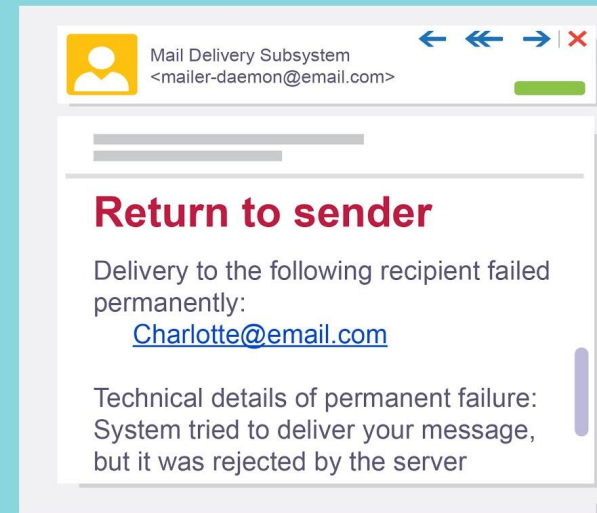 Mail Delivery Subsystem
<mailer-daemon@email.com>
Return to sender
Delivery to the following recipient failed
permanently:
Charlotte@email.com
Technical details of permanent failure:
System tried to deliver your message,
but it was rejected by the server